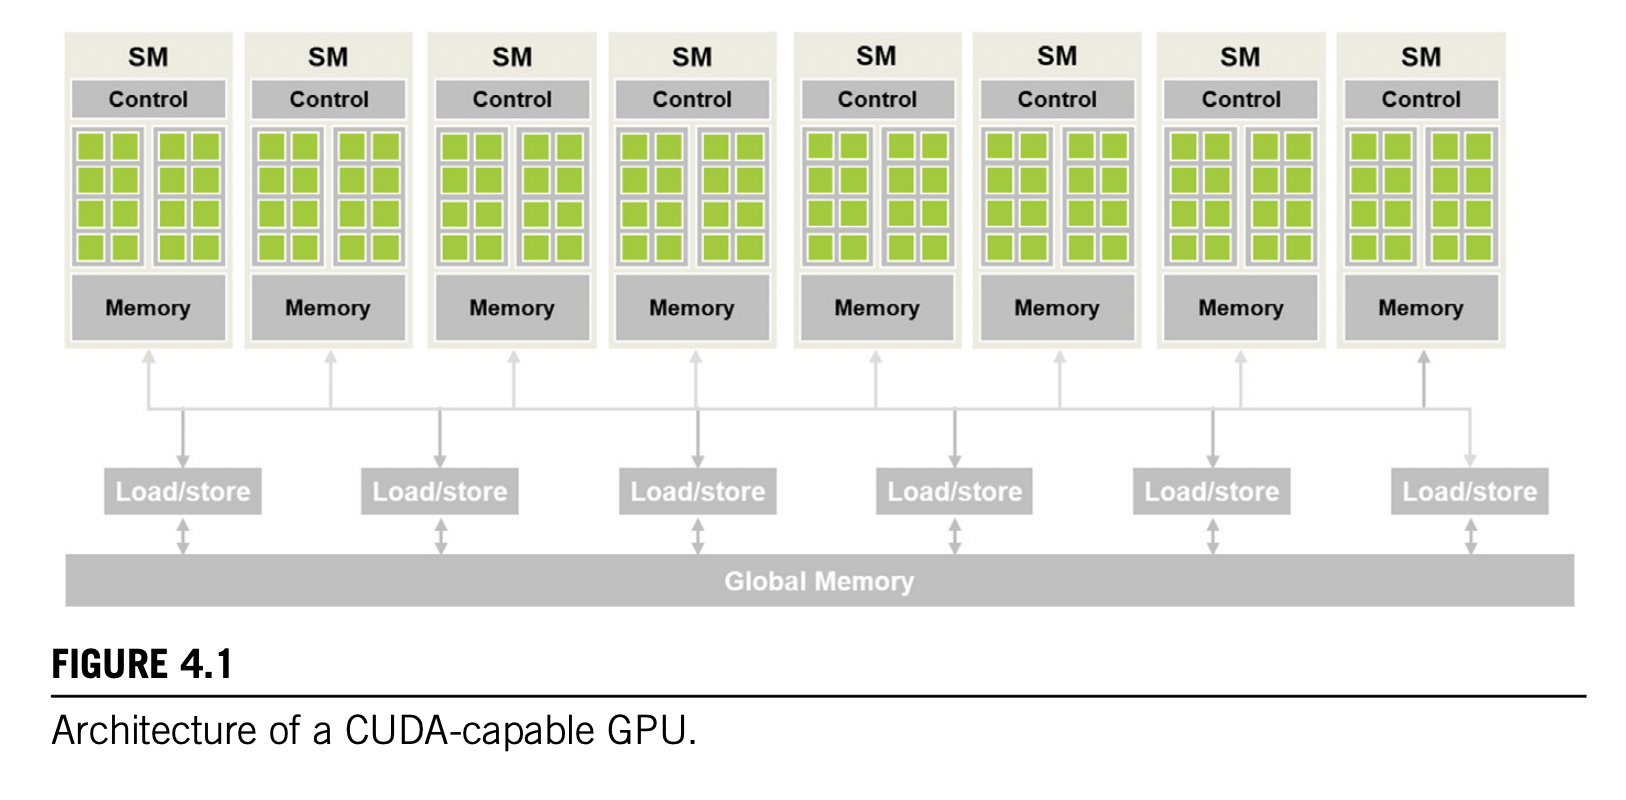 SM SM SM SM SM SM SM SM
Control Control Control Control Control Control Control Control
Memory Memory Memory Memory Memory Memory Memory Memory
Load/store Load/store Load/store Load/store Load/store Load/store
Global Memory
FIGURE 4.1
Architecture of a CUDA-capable GPU.